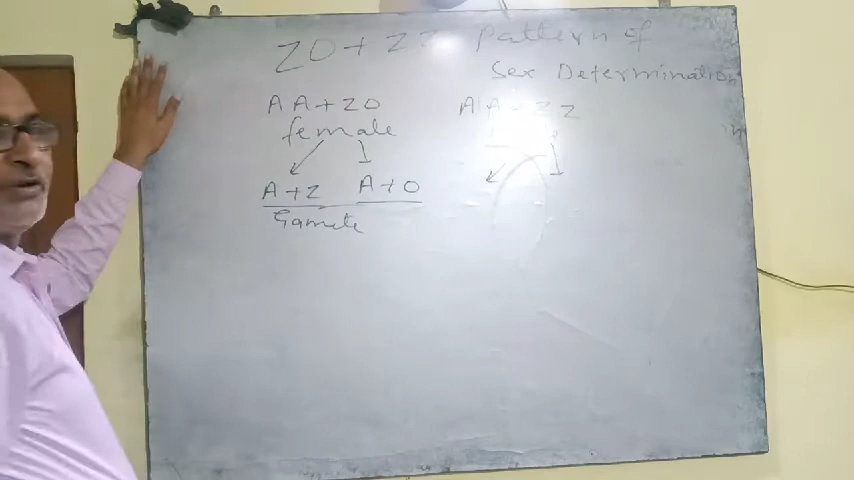 ZO + ZZ Pattern of
Sex Determination
AA + ZO
female
A+Z A+O
Gamete
AA + ZZ